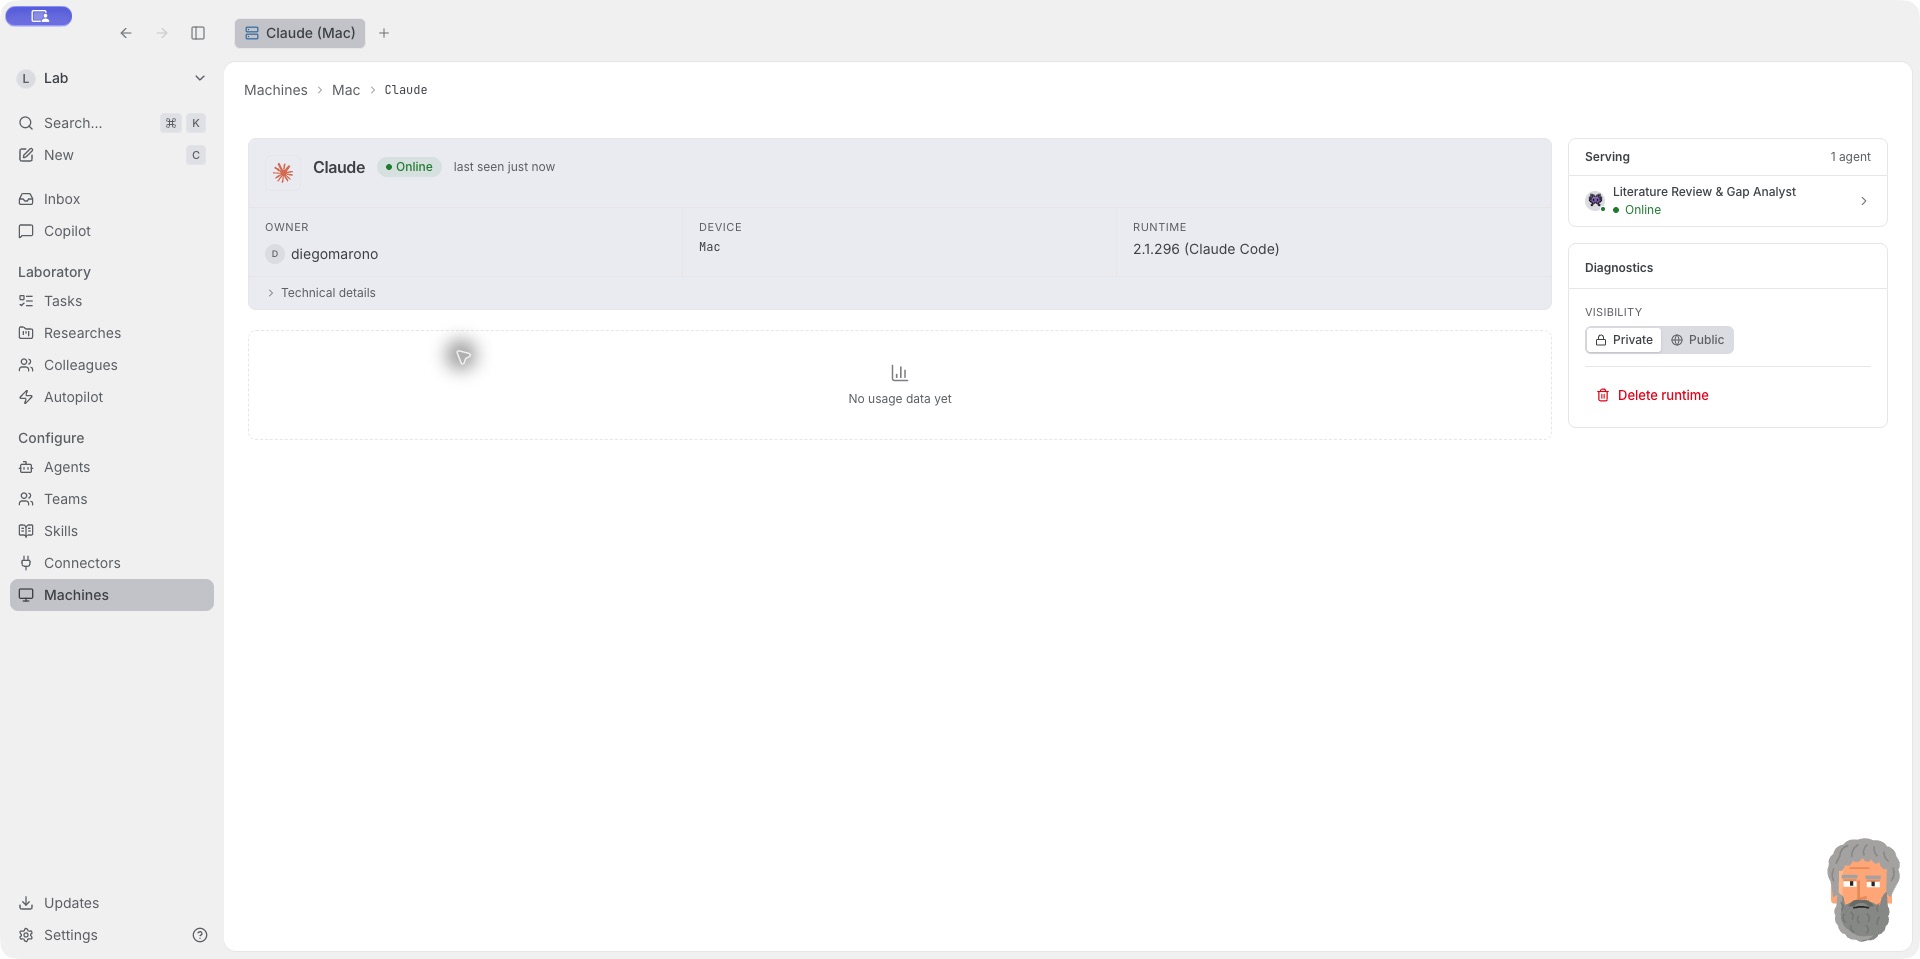 Claude (Mac)
L Lab
Search... ⌘ K
New C
Inbox
Copilot
Laboratory
Tasks
Researches
Colleagues
Autopilot
Configure
Agents
Teams
Skills
Connectors
Machines
Updates
Settings
Machines > Mac > Claude
Claude Online last seen just now
OWNER
D diegomarono
DEVICE
Mac
RUNTIME
2.1.296 (Claude Code)
Technical details
No usage data yet
Serving 1 agent
Literature Review & Gap Analyst
Online
Diagnostics
VISIBILITY
Private Public
Delete runtime